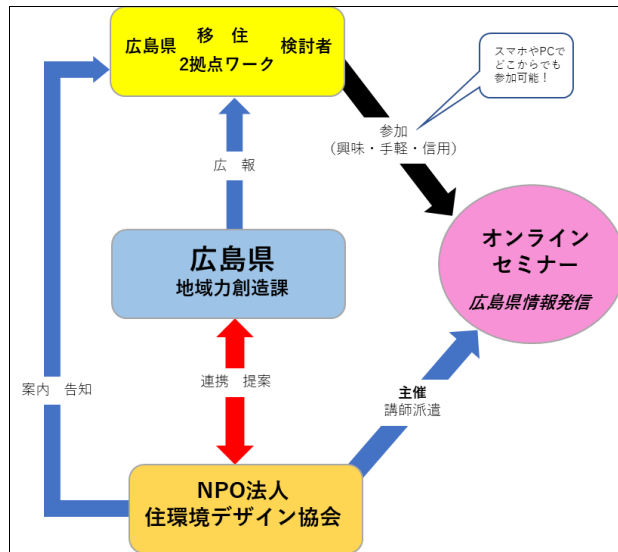 広島県 移 住 検討者
2拠点ワーク
スマホやPCで
どこからでも
参加可能！
参加
（興味・手軽・信用）
広 報
オンライン
セミナー
広島県情報発信
広島県
地域力創造課
案内 告知
連携 提案
主催
講師派遣
NPO法人
住環境デザイン協会